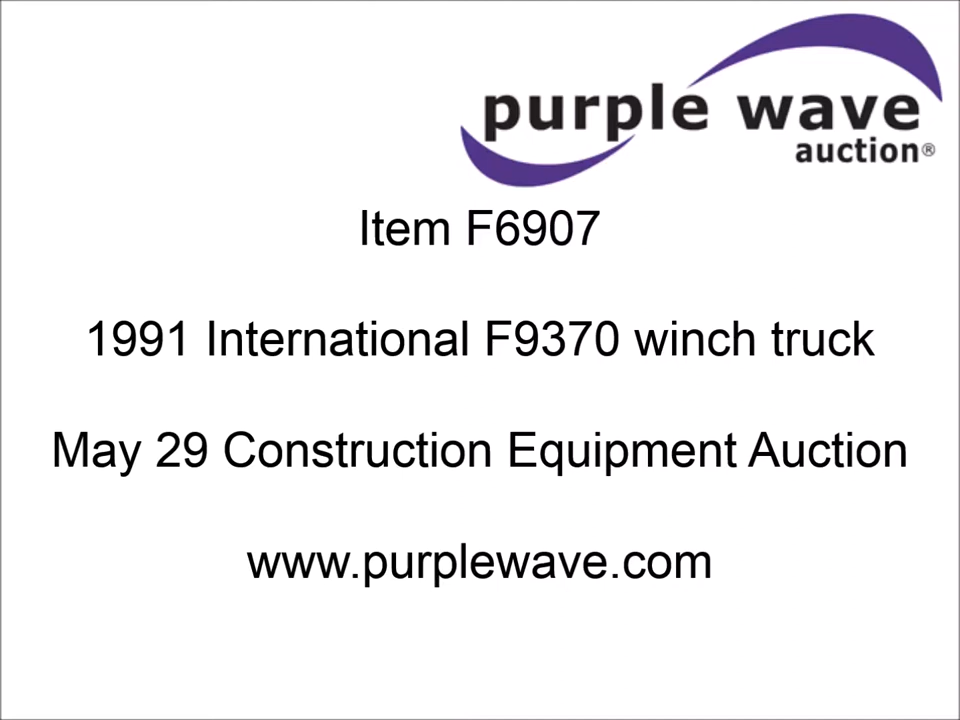 purple wave
auction®
Item F6907
1991 International F9370 winch truck
May 29 Construction Equipment Auction
www.purplewave.com